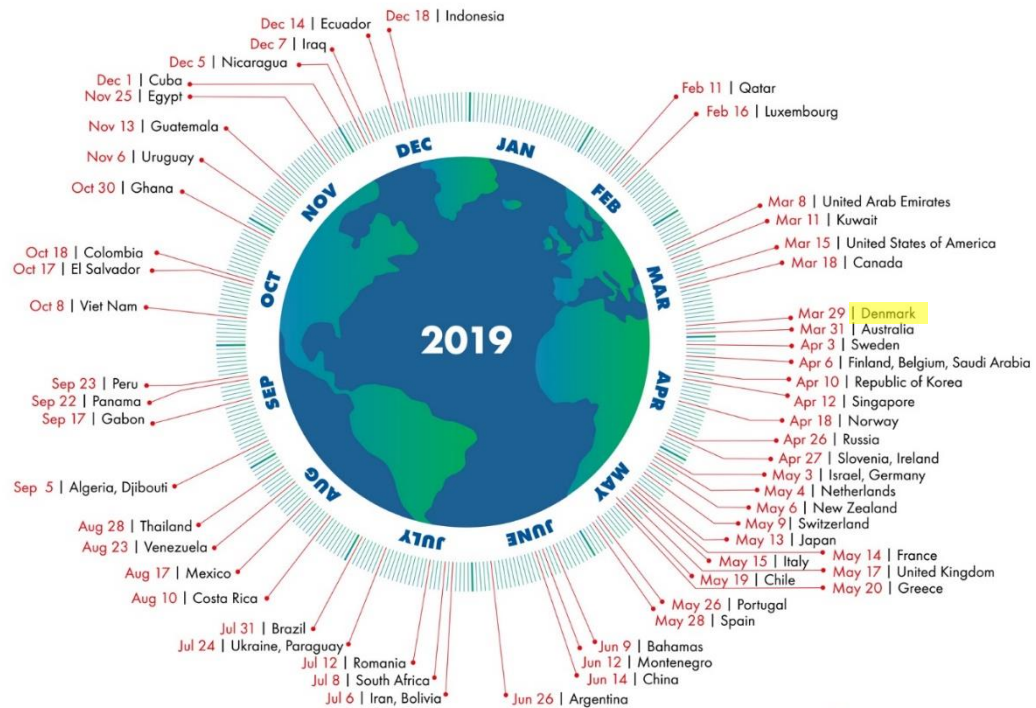 Dec 18 | Indonesia
Dec 14 | Ecuador
Dec 7 | Iraq
Dec 5 | Nicaragua
Dec 1 | Cuba
Nov 25 | Egypt
Nov 13 | Guatemala
Nov 6 | Uruguay
Oct 30 | Ghana
Oct 18 | Colombia
Oct 17 | El Salvador
Oct 8 | Viet Nam
Sep 23 | Peru
Sep 22 | Panama
Sep 17 | Gabon
Sep 5 | Algeria, Djibouti
Aug 28 | Thailand
Aug 23 | Venezuela
Aug 17 | Mexico
Aug 10 | Costa Rica
Jul 31 | Brazil
Jul 24 | Ukraine, Paraguay
Jul 12 | Romania
Jul 8 | South Africa
Jul 6 | Iran, Bolivia
JAN
FEB
MAR
APR
MAY
JUNE
JULY
AUG
SEP
OCT
NOV
DEC
2019
Feb 11 | Qatar
Feb 16 | Luxembourg
Mar 8 | United Arab Emirates
Mar 11 | Kuwait
Mar 15 | United States of America
Mar 18 | Canada
Mar 29 | Denmark
Mar 31 | Australia
Apr 3 | Sweden
Apr 6 | Finland, Belgium, Saudi Arabia
Apr 10 | Republic of Korea
Apr 12 | Singapore
Apr 18 | Norway
Apr 26 | Russia
Apr 27 | Slovenia, Ireland
May 3 | Israel, Germany
May 4 | Netherlands
May 6 | New Zealand
May 9 | Switzerland
May 13 | Japan
May 14 | France
May 15 | Italy
May 17 | United Kingdom
May 19 | Chile
May 20 | Greece
May 26 | Portugal
May 28 | Spain
Jun 9 | Bahamas
Jun 12 | Montenegro
Jun 14 | China
Jun 26 | Argentina